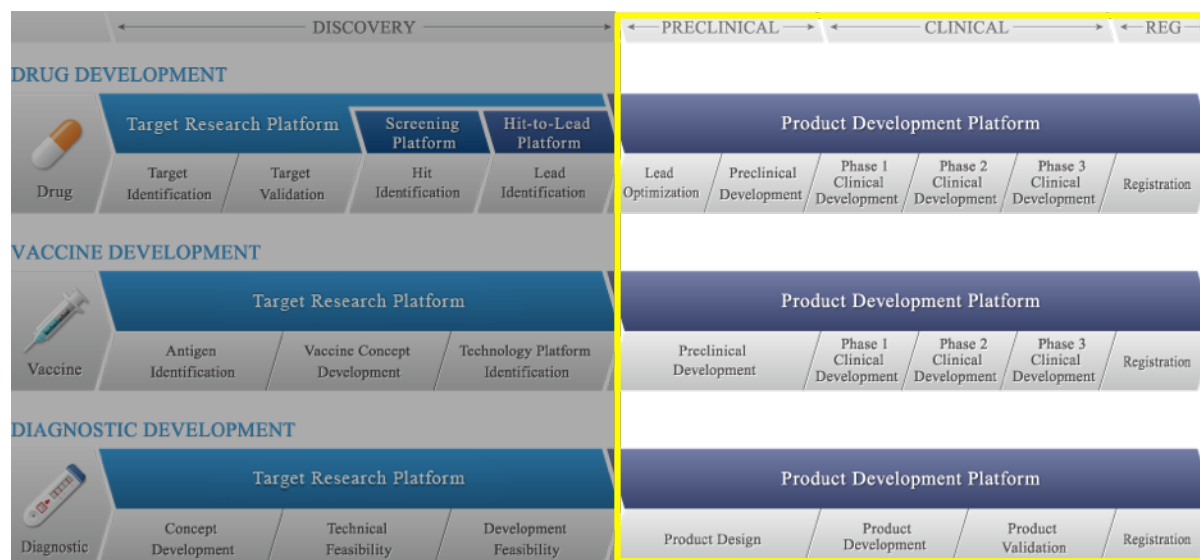 DISCOVERY
PRECLINICAL
CLINICAL
REG
DRUG DEVELOPMENT
Drug
Target Research Platform
Screening
Platform
Hit-to-Lead
Platform
Product Development Platform
Target
Identification
Target
Validation
Hit
Identification
Lead
Identification
Lead
Optimization
Preclinical
Development
Phase 1
Clinical
Development
Phase 2
Clinical
Development
Phase 3
Clinical
Development
Registration
VACCINE DEVELOPMENT
Vaccine
Target Research Platform
Product Development Platform
Antigen
Identification
Vaccine Concept
Development
Technology Platform
Identification
Preclinical
Development
Phase 1
Clinical
Development
Phase 2
Clinical
Development
Phase 3
Clinical
Development
Registration
DIAGNOSTIC DEVELOPMENT
Diagnostic
Target Research Platform
Product Development Platform
Concept
Development
Technical
Feasibility
Development
Feasibility
Product Design
Product
Development
Product
Validation
Registration